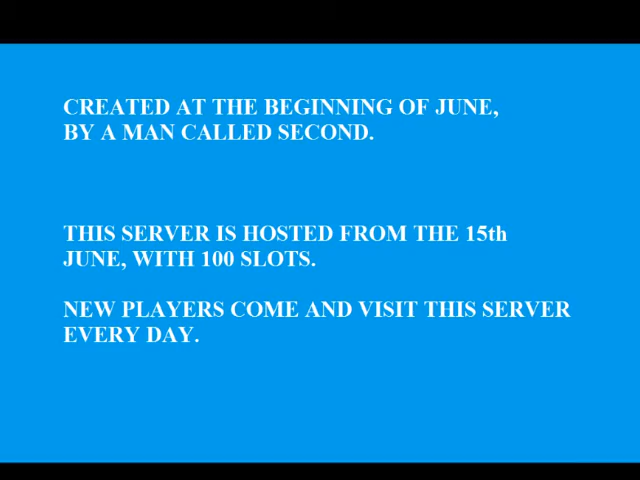 CREATED AT THE BEGINNING OF JUNE,
BY A MAN CALLED SECOND.
THIS SERVER IS HOSTED FROM THE 15th
JUNE, WITH 100 SLOTS.
NEW PLAYERS COME AND VISIT THIS SERVER
EVERY DAY.